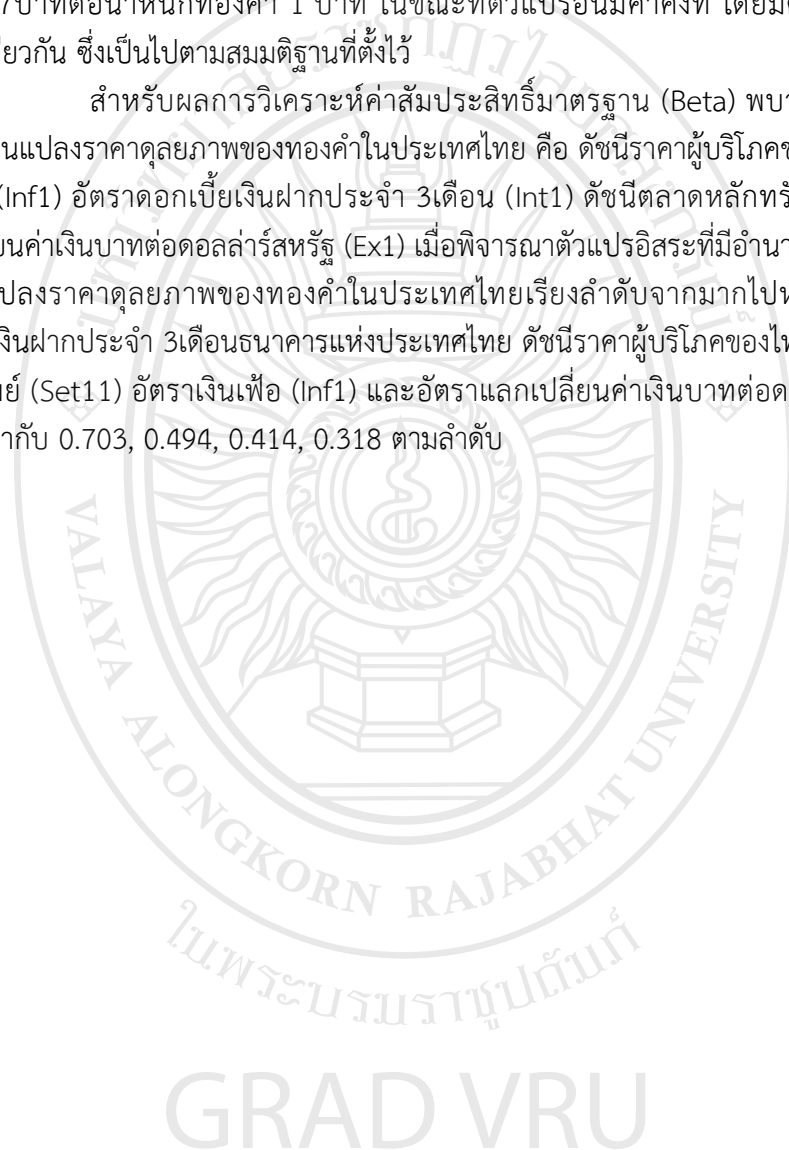 7บาทต่อน้ำหนักทองคำ 1 บาท ในขณะที่ตัวแปรอื่นมีค่าคงที่ โดยมี
ยวกัน ซึ่งเป็นไปตามสมมติฐานที่ตั้งไว้
สำหรับผลการวิเคราะห์ค่าสัมประสิทธิ์มาตรฐาน (Beta) พบ
นแปลงราคาดุลยภาพของทองคำในประเทศไทย คือ ดัชนีราคาผู้บริโภค
(Inf1) อัตราดอกเบี้ยเงินฝากประจำ 3เดือน (Int1) ดัชนีตลาดหลักทรั
ยนค่าเงินบาทต่อดอลล่าร์สหรัฐ (Ex1) เมื่อพิจารณาตัวแปรอิสระที่มีอำนา
ปลงราคาดุลยภาพของทองคำในประเทศไทยเรียงลำดับจากมากไปห
งินฝากประจำ 3เดือนธนาคารแห่งประเทศไทย ดัชนีราคาผู้บริโภคของไท
ย์ (Set11) อัตราเงินเฟ้อ (Inf1) และอัตราแลกเปลี่ยนค่าเงินบาทต่อด
ากับ 0.703, 0.494, 0.414, 0.318 ตามลำดับ
VALAYA ALONGKORN RAJABHAT UNIVERSITY
ในพระบรมราชูปถัมภ์
GRAD VRU